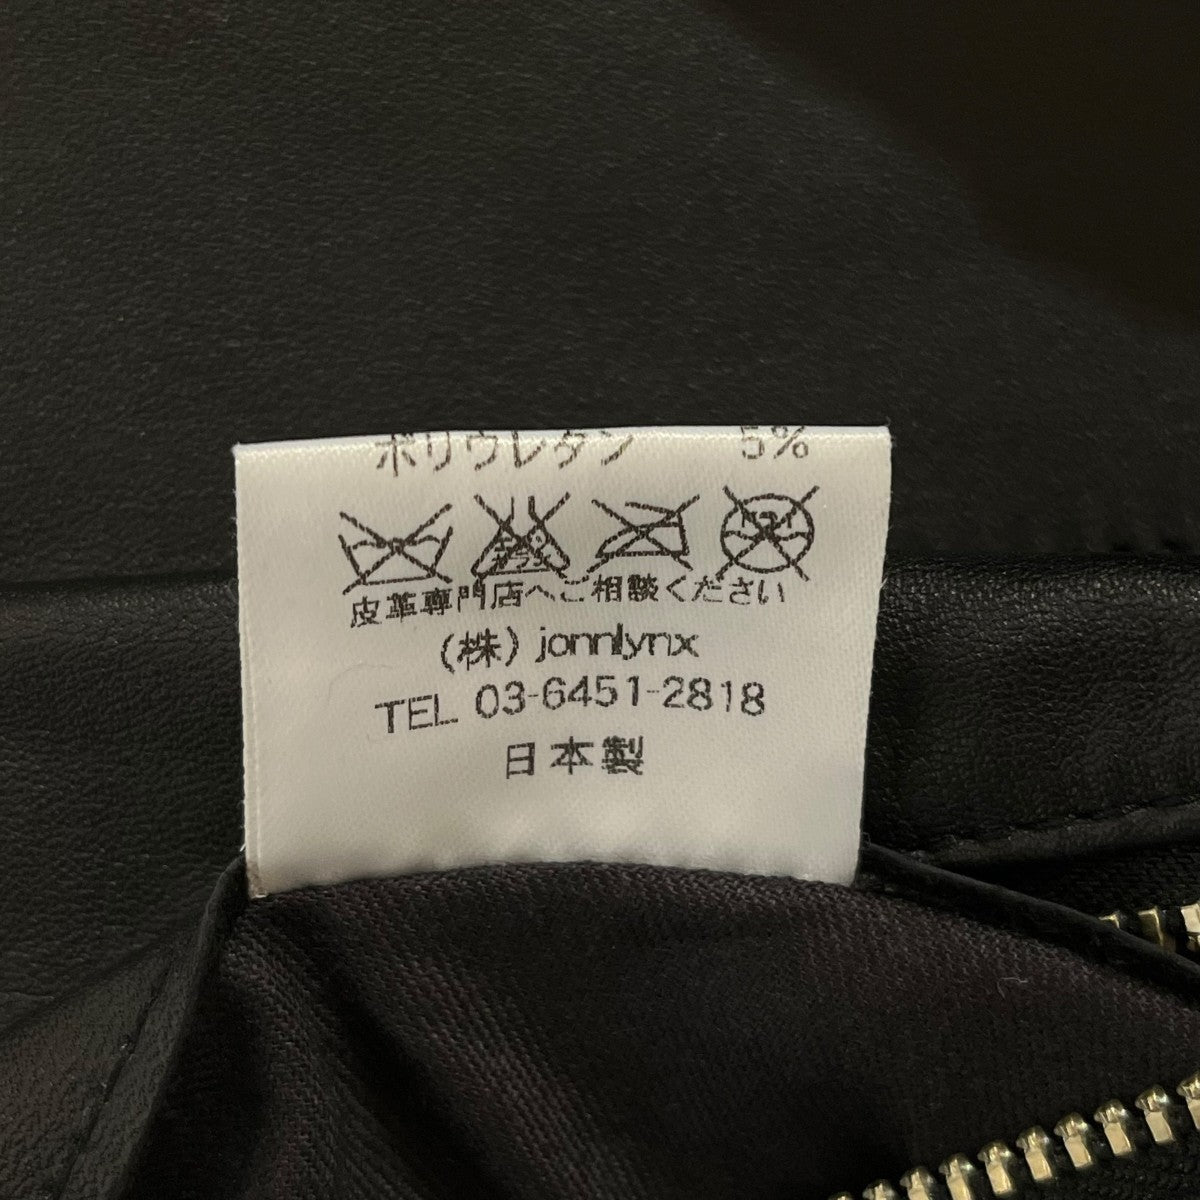 ポリウレタン 5%
皮革専門店へご相談ください
(株) jonnlynx
TEL 03-6451-2818
日本製